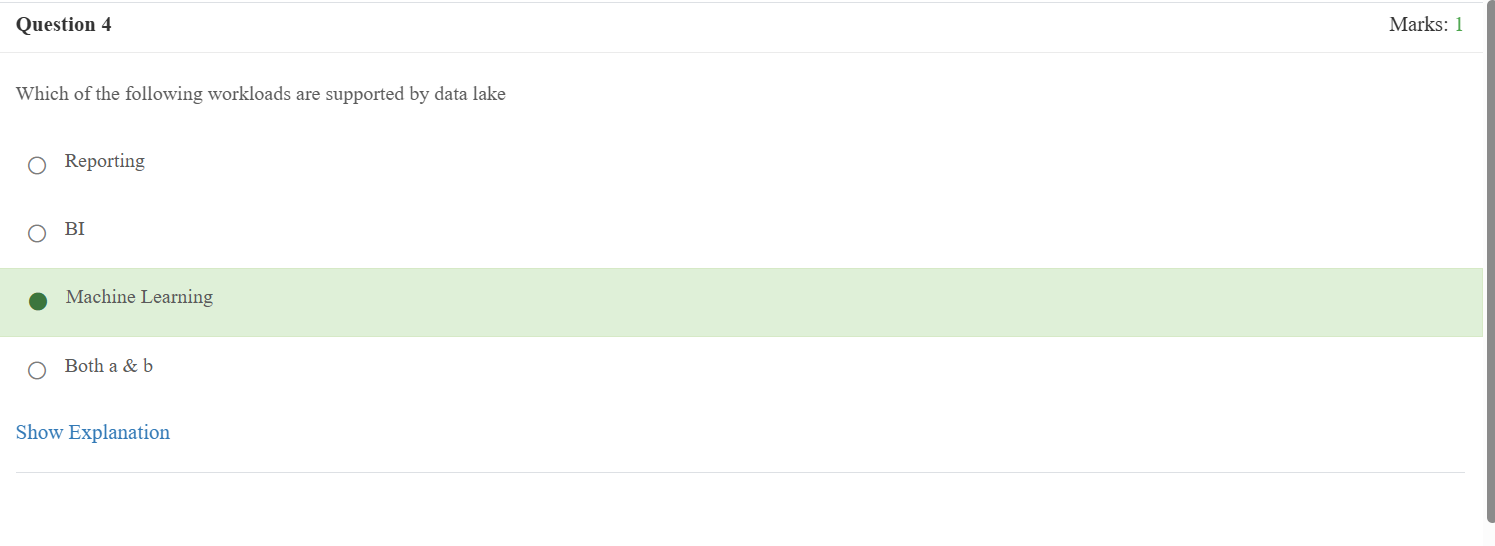 Question 4
Marks: 1
Which of the following workloads are supported by data lake
Reporting
BI
Machine Learning
Both a & b
Show Explanation